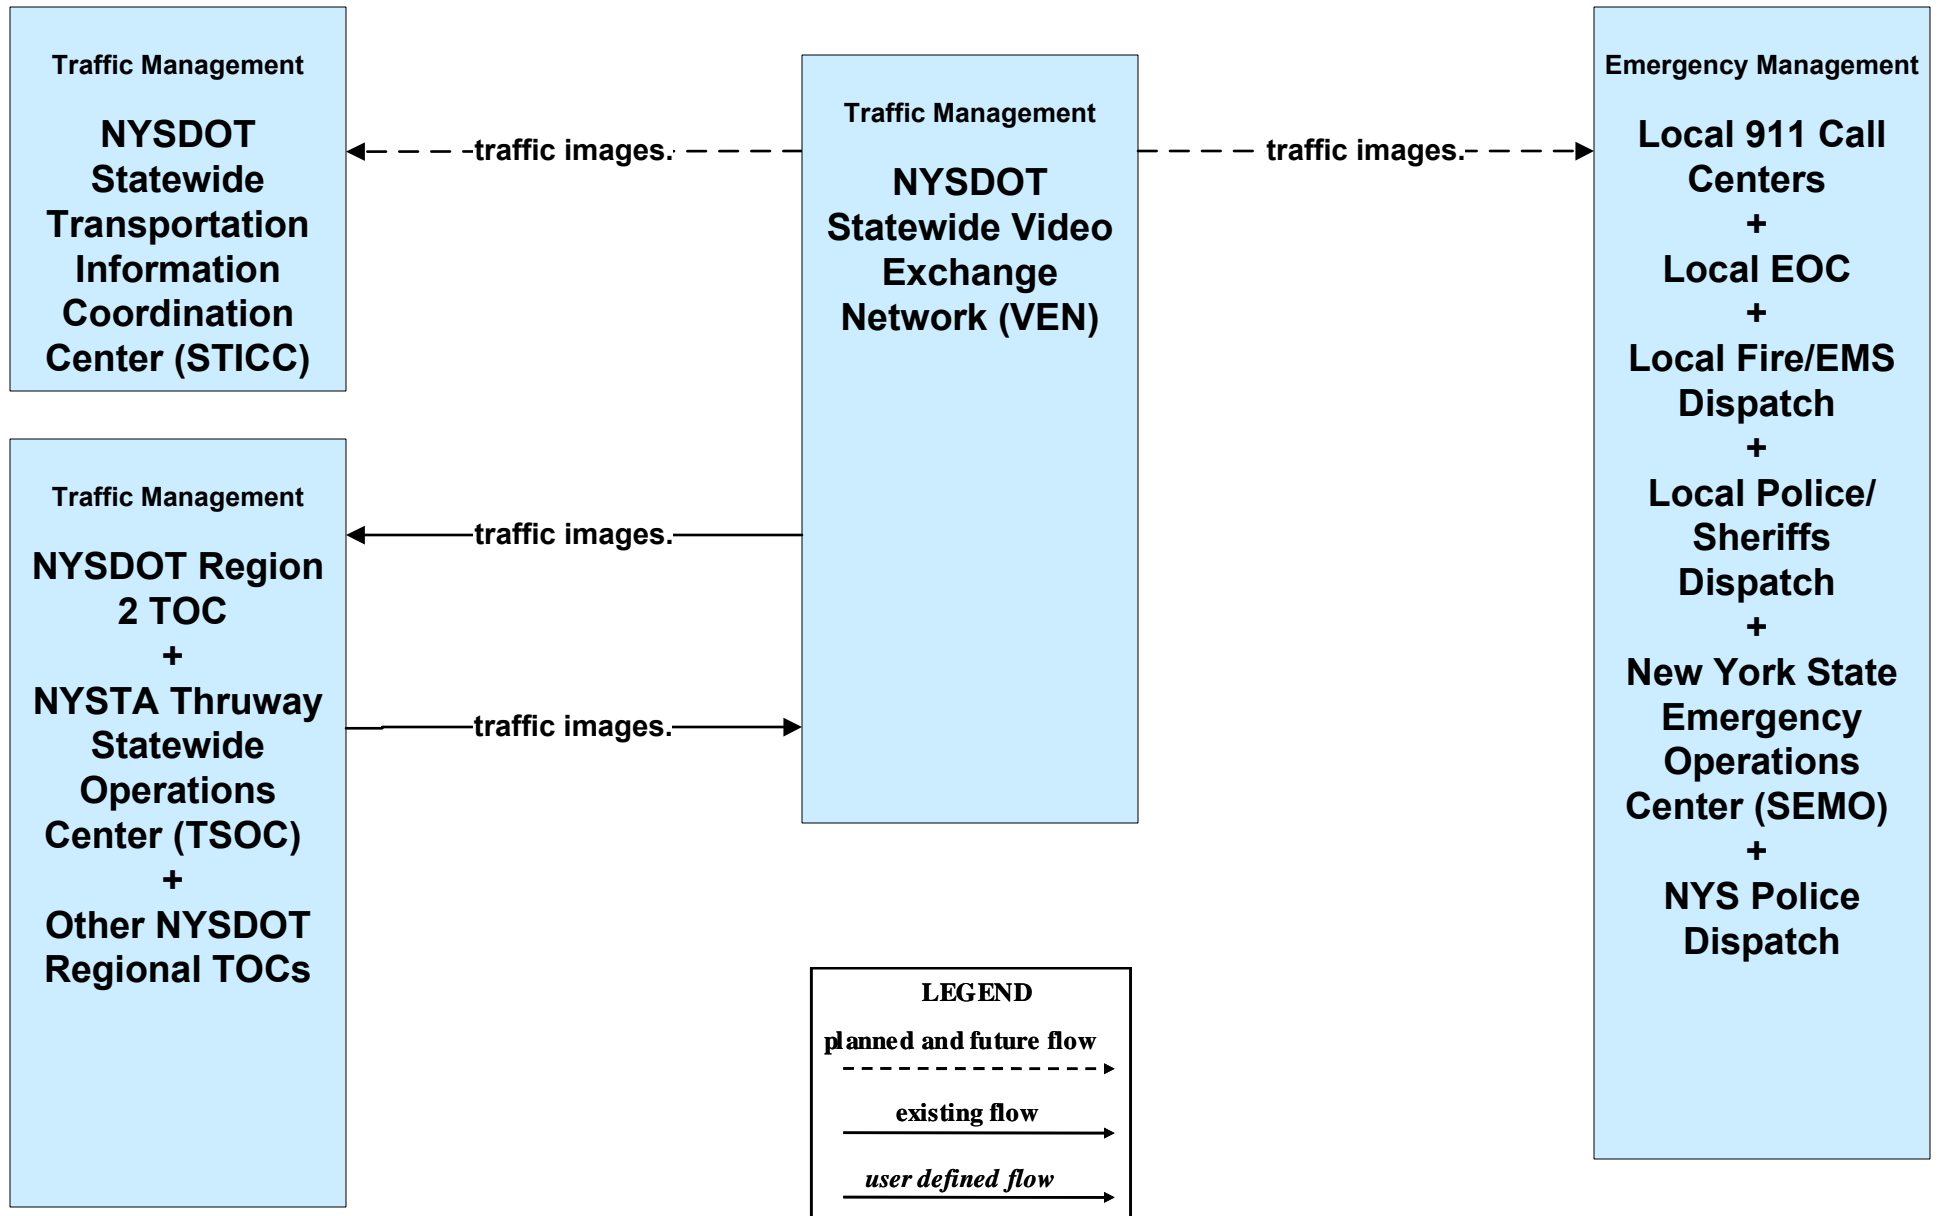 Traffic Management
NYSDOT
Statewide
Transportation
Information
Coordination
Center (STICC)
Traffic Management
NYSDOT Region
2 TOC
+
NYSTA Thruway
Statewide
Operations
Center (TSOC)
+
Other NYSDOT
Regional TOCs
traffic images.
traffic images.
traffic images.
Traffic Management
NYSDOT
Statewide Video
Exchange
Network (VEN)
traffic images.
Emergency Management
Local 911 Call
Centers
+
Local EOC
+
Local Fire/EMS
Dispatch
+
Local Police/
Sheriffs
Dispatch
+
New York State
Emergency
Operations
Center (SEMO)
+
NYS Police
Dispatch
LEGEND
planned and future flow
existing flow
user defined flow